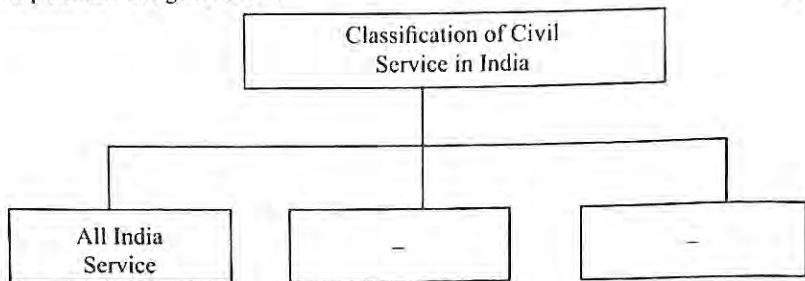 Classification of Civil
Service in India
All India
Service
–
–